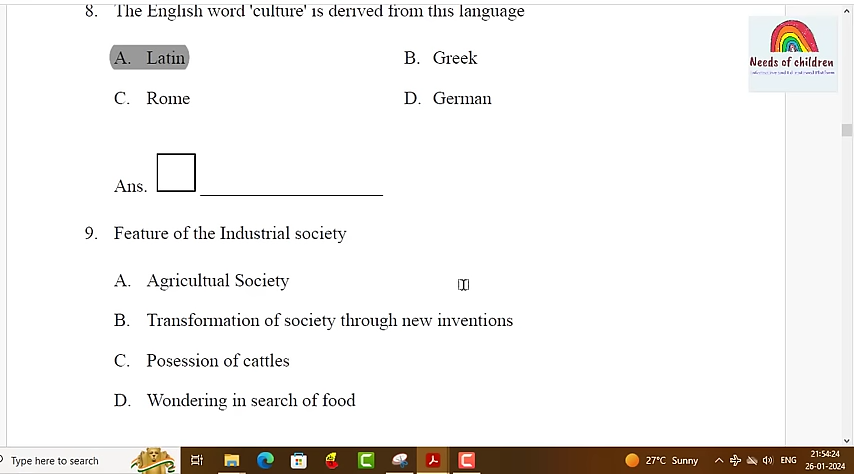 8. The English word 'culture' is derived from this language
A. Latin
B. Greek
C. Rome
D. German
Needs of children
Ans.
9. Feature of the Industrial society
A. Agricultual Society
B. Transformation of society through new inventions
C. Posession of cattles
D. Wondering in search of food
Type here to search
27°C Sunny
ENG
21:54:24
26-01-2024